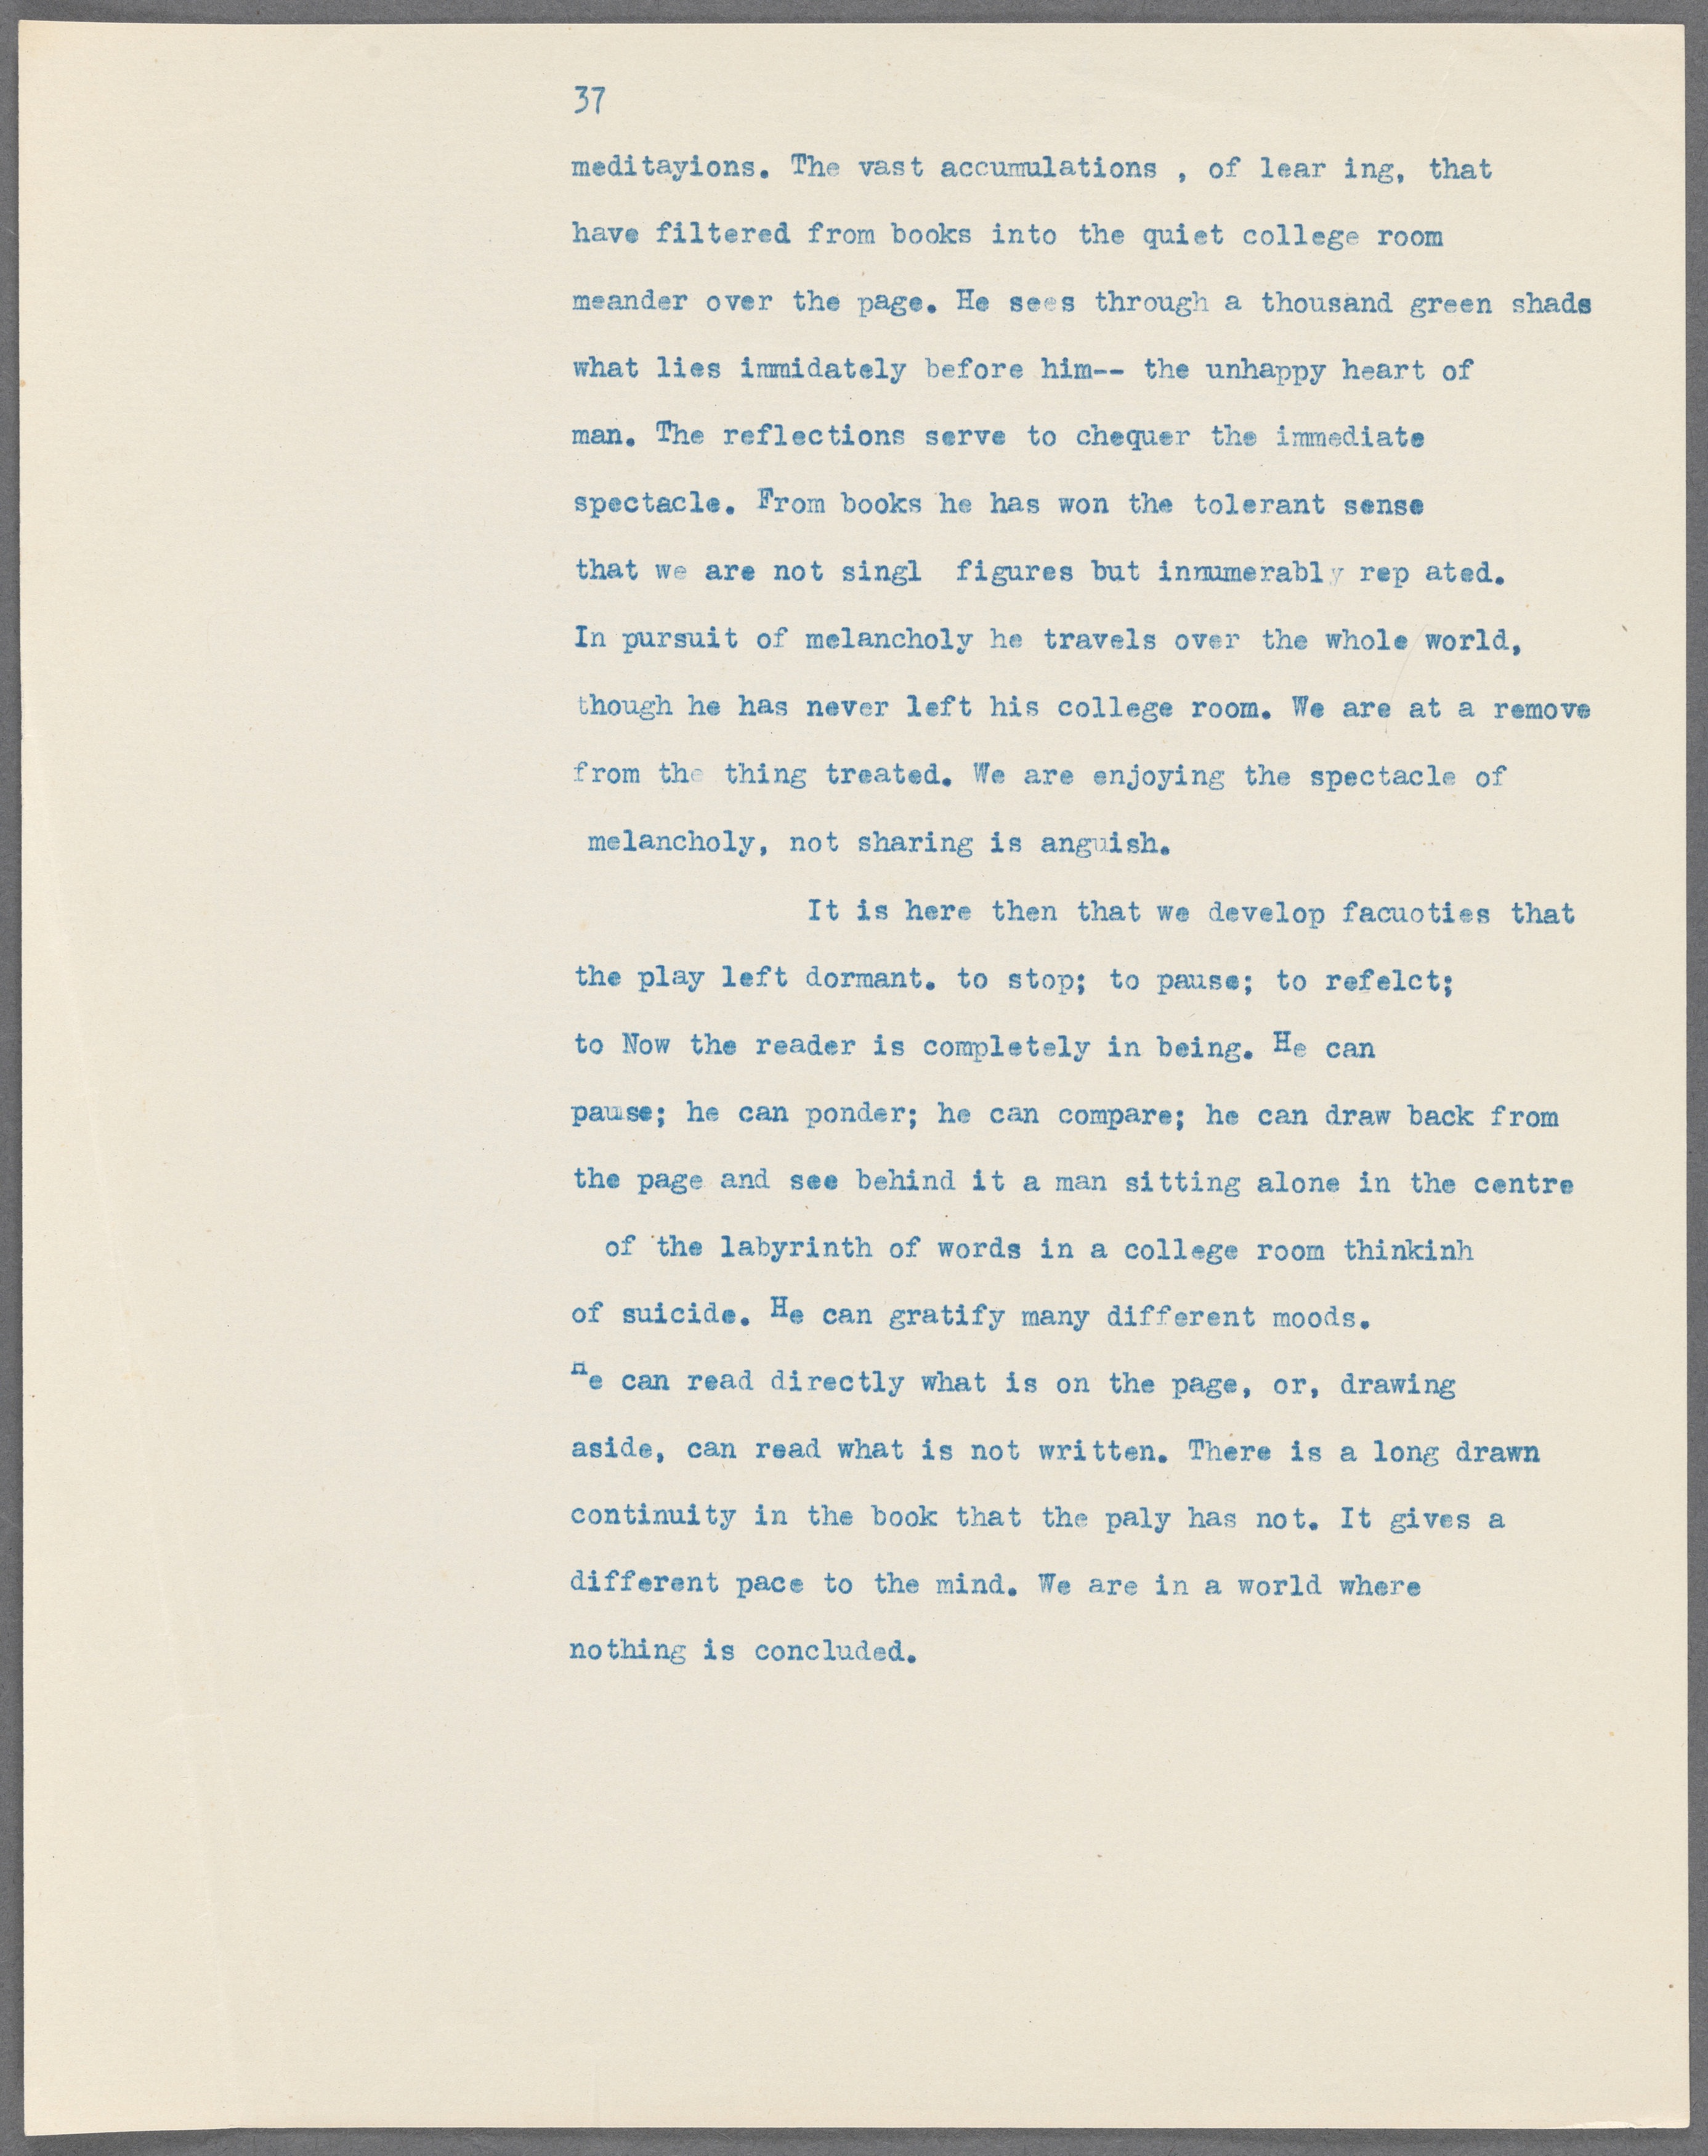 37
meditayions. The vast accumulations , of lear ing, that
have filtered from books into the quiet college room
meander over the page. He sees through a thousand green shads
what lies immidately before him-- the unhappy heart of
man. The reflections serve to chequer the immediate
spectacle. From books he has won the tolerant sense
that we are not singl  figures but innumerably rep ated.
In pursuit of melancholy he travels over the whole world,
though he has never left his college room. We are at a remove
from the thing treated. We are enjoying the spectacle of
melancholy, not sharing is anguish.
It is here then that we develop facuoties that
the play left dormant. to stop; to pause; to refelct;
to Now the reader is completely in being. He can
pause; he can ponder; he can compare; he can draw back from
the page and see behind it a man sitting alone in the centre
of the labyrinth of words in a college room thinkinh
of suicide. He can gratify many different moods.
He can read directly what is on the page, or, drawing
aside, can read what is not written. There is a long drawn
continuity in the book that the paly has not. It gives a
different pace to the mind. We are in a world where
nothing is concluded.